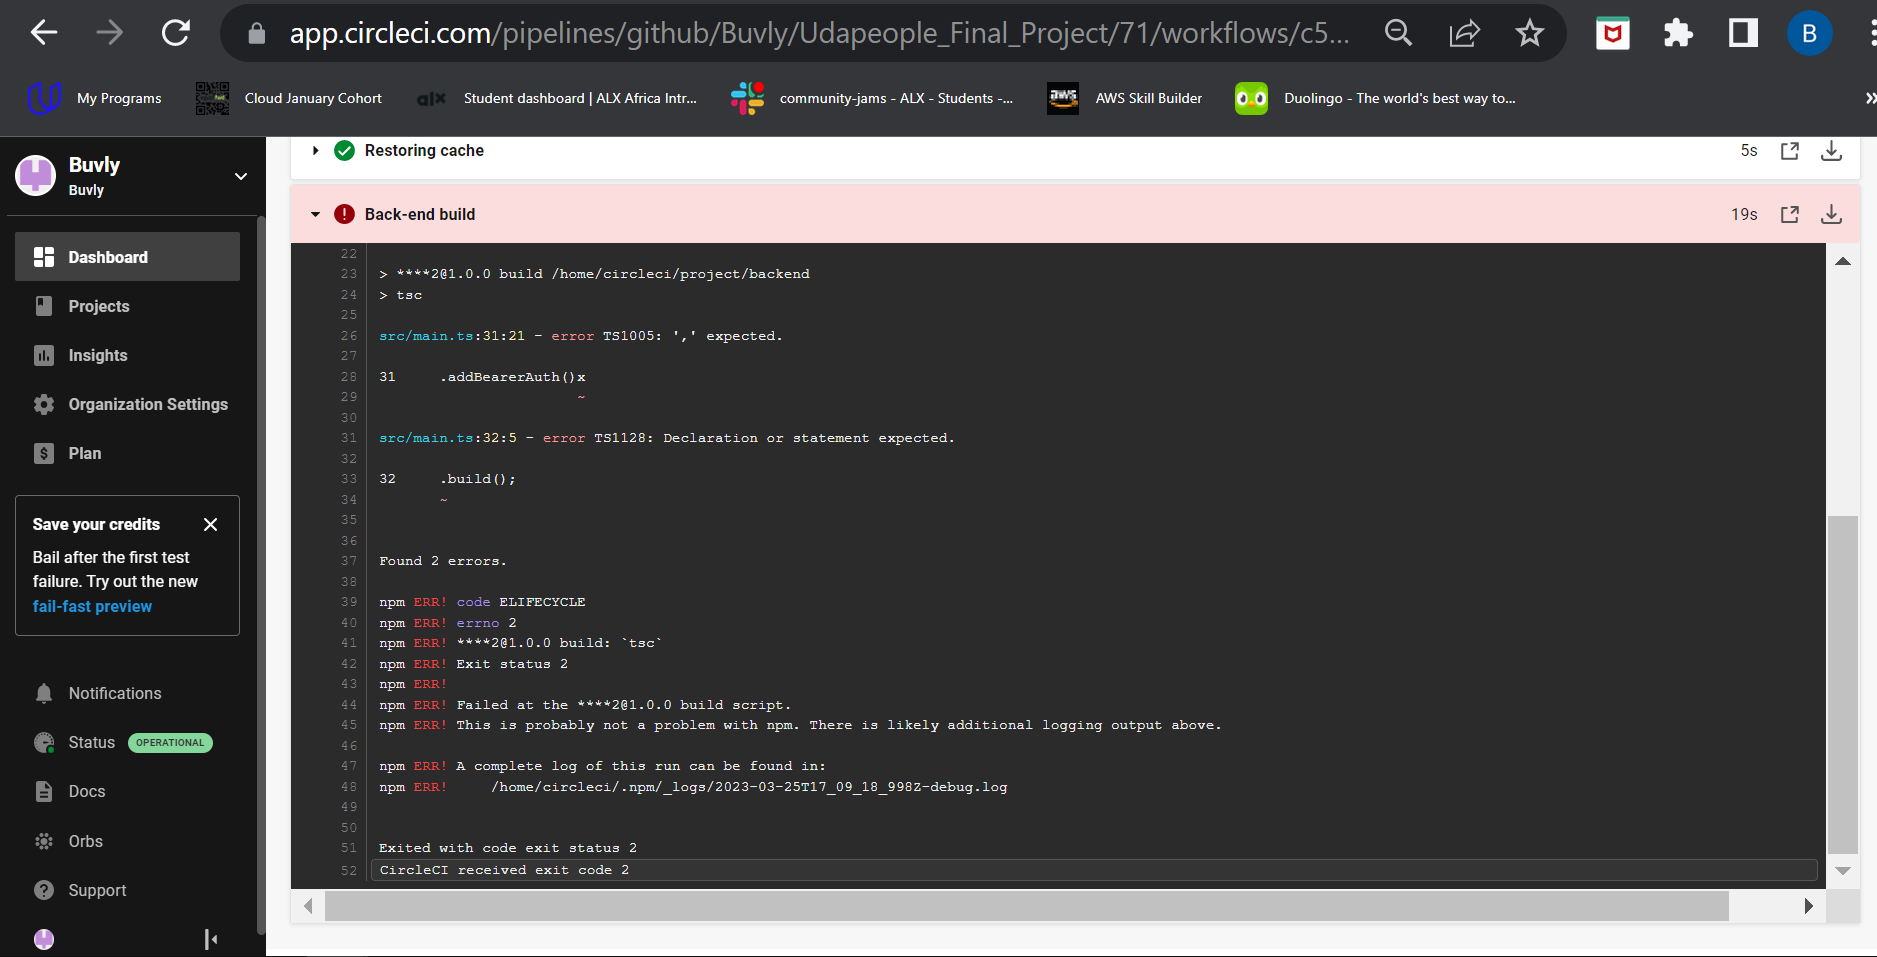 app.circleci.com/pipelines/github/Buvly/Udapeople_Final_Project/71/workflows/c5...
B
My Programs
Cloud January Cohort
alx
Student dashboard | ALX Africa Intr...
community-jams - ALX - Students -...
AWS Skill Builder
Duolingo - The world's best way to...
»
Buvly
Buvly
Dashboard
Projects
Insights
Organization Settings
Plan
Save your credits
Bail after the first test
failure. Try out the new
fail-fast preview
Notifications
Status OPERATIONAL
Docs
Orbs
Support
Restoring cache 5s
Back-end build 19s
22
23 > ****2@1.0.0 build /home/circleci/project/backend
24 > tsc
25
26 src/main.ts:31:21 - error TS1005: ',' expected.
27
28 31     .addBearerAuth()x
29 ~
30
31 src/main.ts:32:5 - error TS1128: Declaration or statement expected.
32
33 32     .build();
34 ~
35
36
37 Found 2 errors.
38
39 npm ERR! code ELIFECYCLE
40 npm ERR! errno 2
41 npm ERR! ****2@1.0.0 build: `tsc`
42 npm ERR! Exit status 2
43 npm ERR!
44 npm ERR! Failed at the ****2@1.0.0 build script.
45 npm ERR! This is probably not a problem with npm. There is likely additional logging output above.
46
47 npm ERR! A complete log of this run can be found in:
48 npm ERR!     /home/circleci/.npm/_logs/2023-03-25T17_09_18_998Z-debug.log
49
50
51 Exited with code exit status 2
52 CircleCI received exit code 2